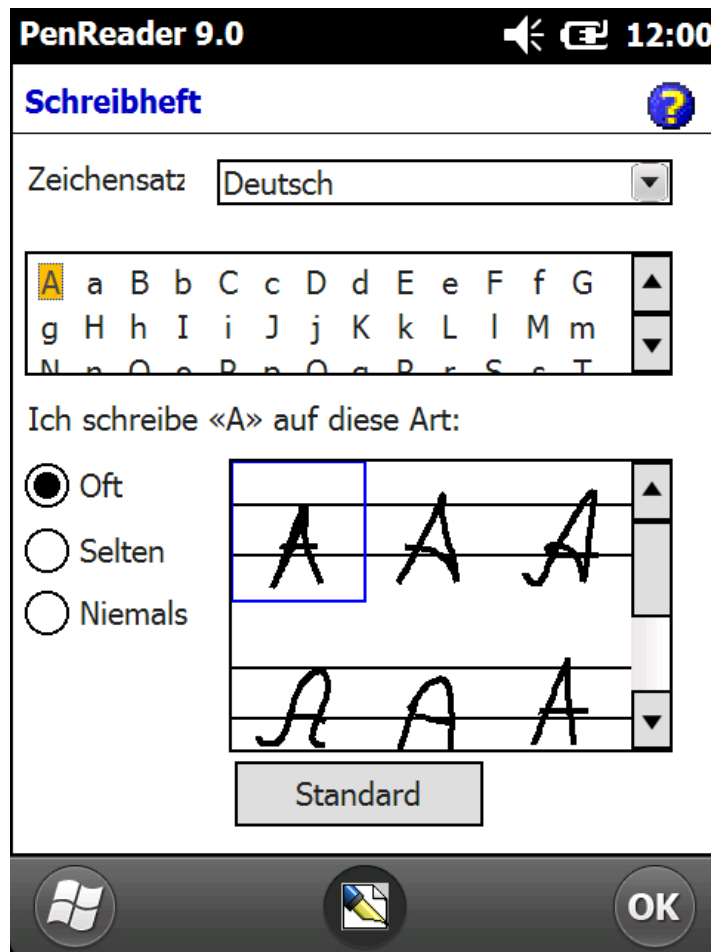 PenReader 9.0 12:00
Schreibheft
Zeichensatz Deutsch
A a B b C c D d E e F f G
g H h I i J j K k L l M m
N n O o P p Q q R r S s T
Ich schreibe «A» auf diese Art:
Oft
Selten
Niemals
A A A
A A A
Standard
OK